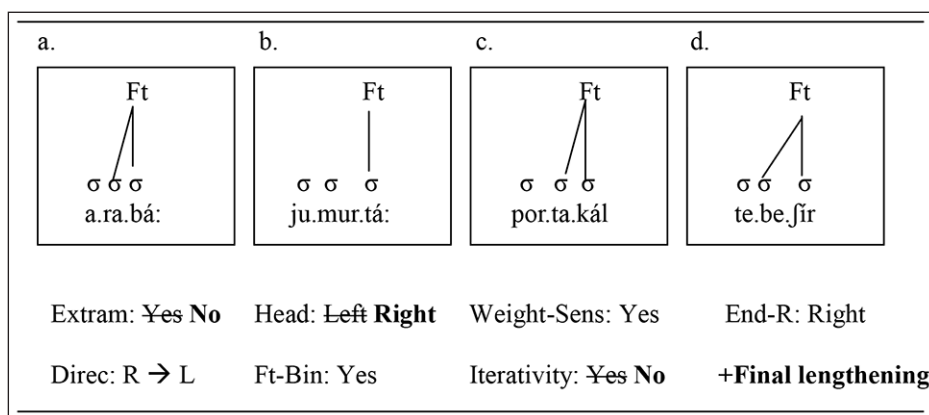 a. b. c. d.
Ft Ft Ft Ft
σ σ σ σ σ σ σ σ σ σ σ σ
a.ra.bá: ju.mur.tá: por.ta.kál te.be.ʃír
Extram: Yes No Head: Left Right Weight-Sens: Yes End-R: Right
Direc: R → L Ft-Bin: Yes Iterativity: Yes No +Final lengthening